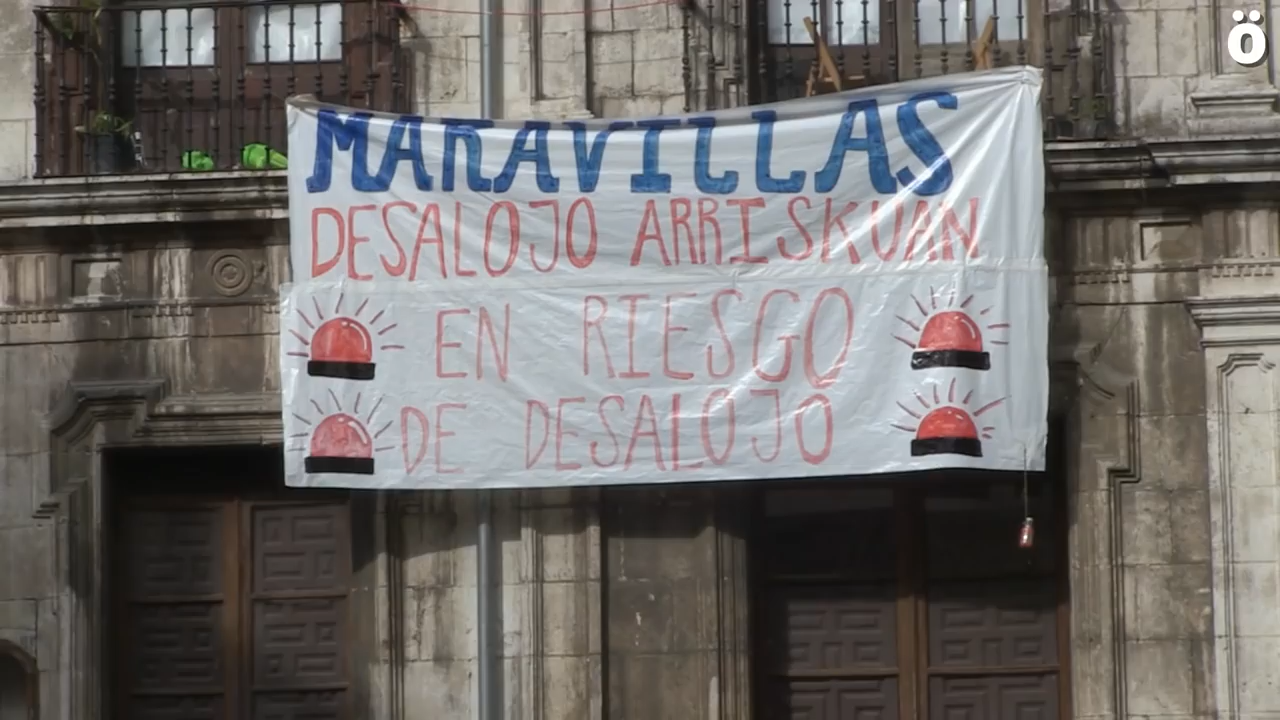 ö
MARAVILLAS
DESALOJO ARRISKUAN
EN RIESGO
DE DESALOJO